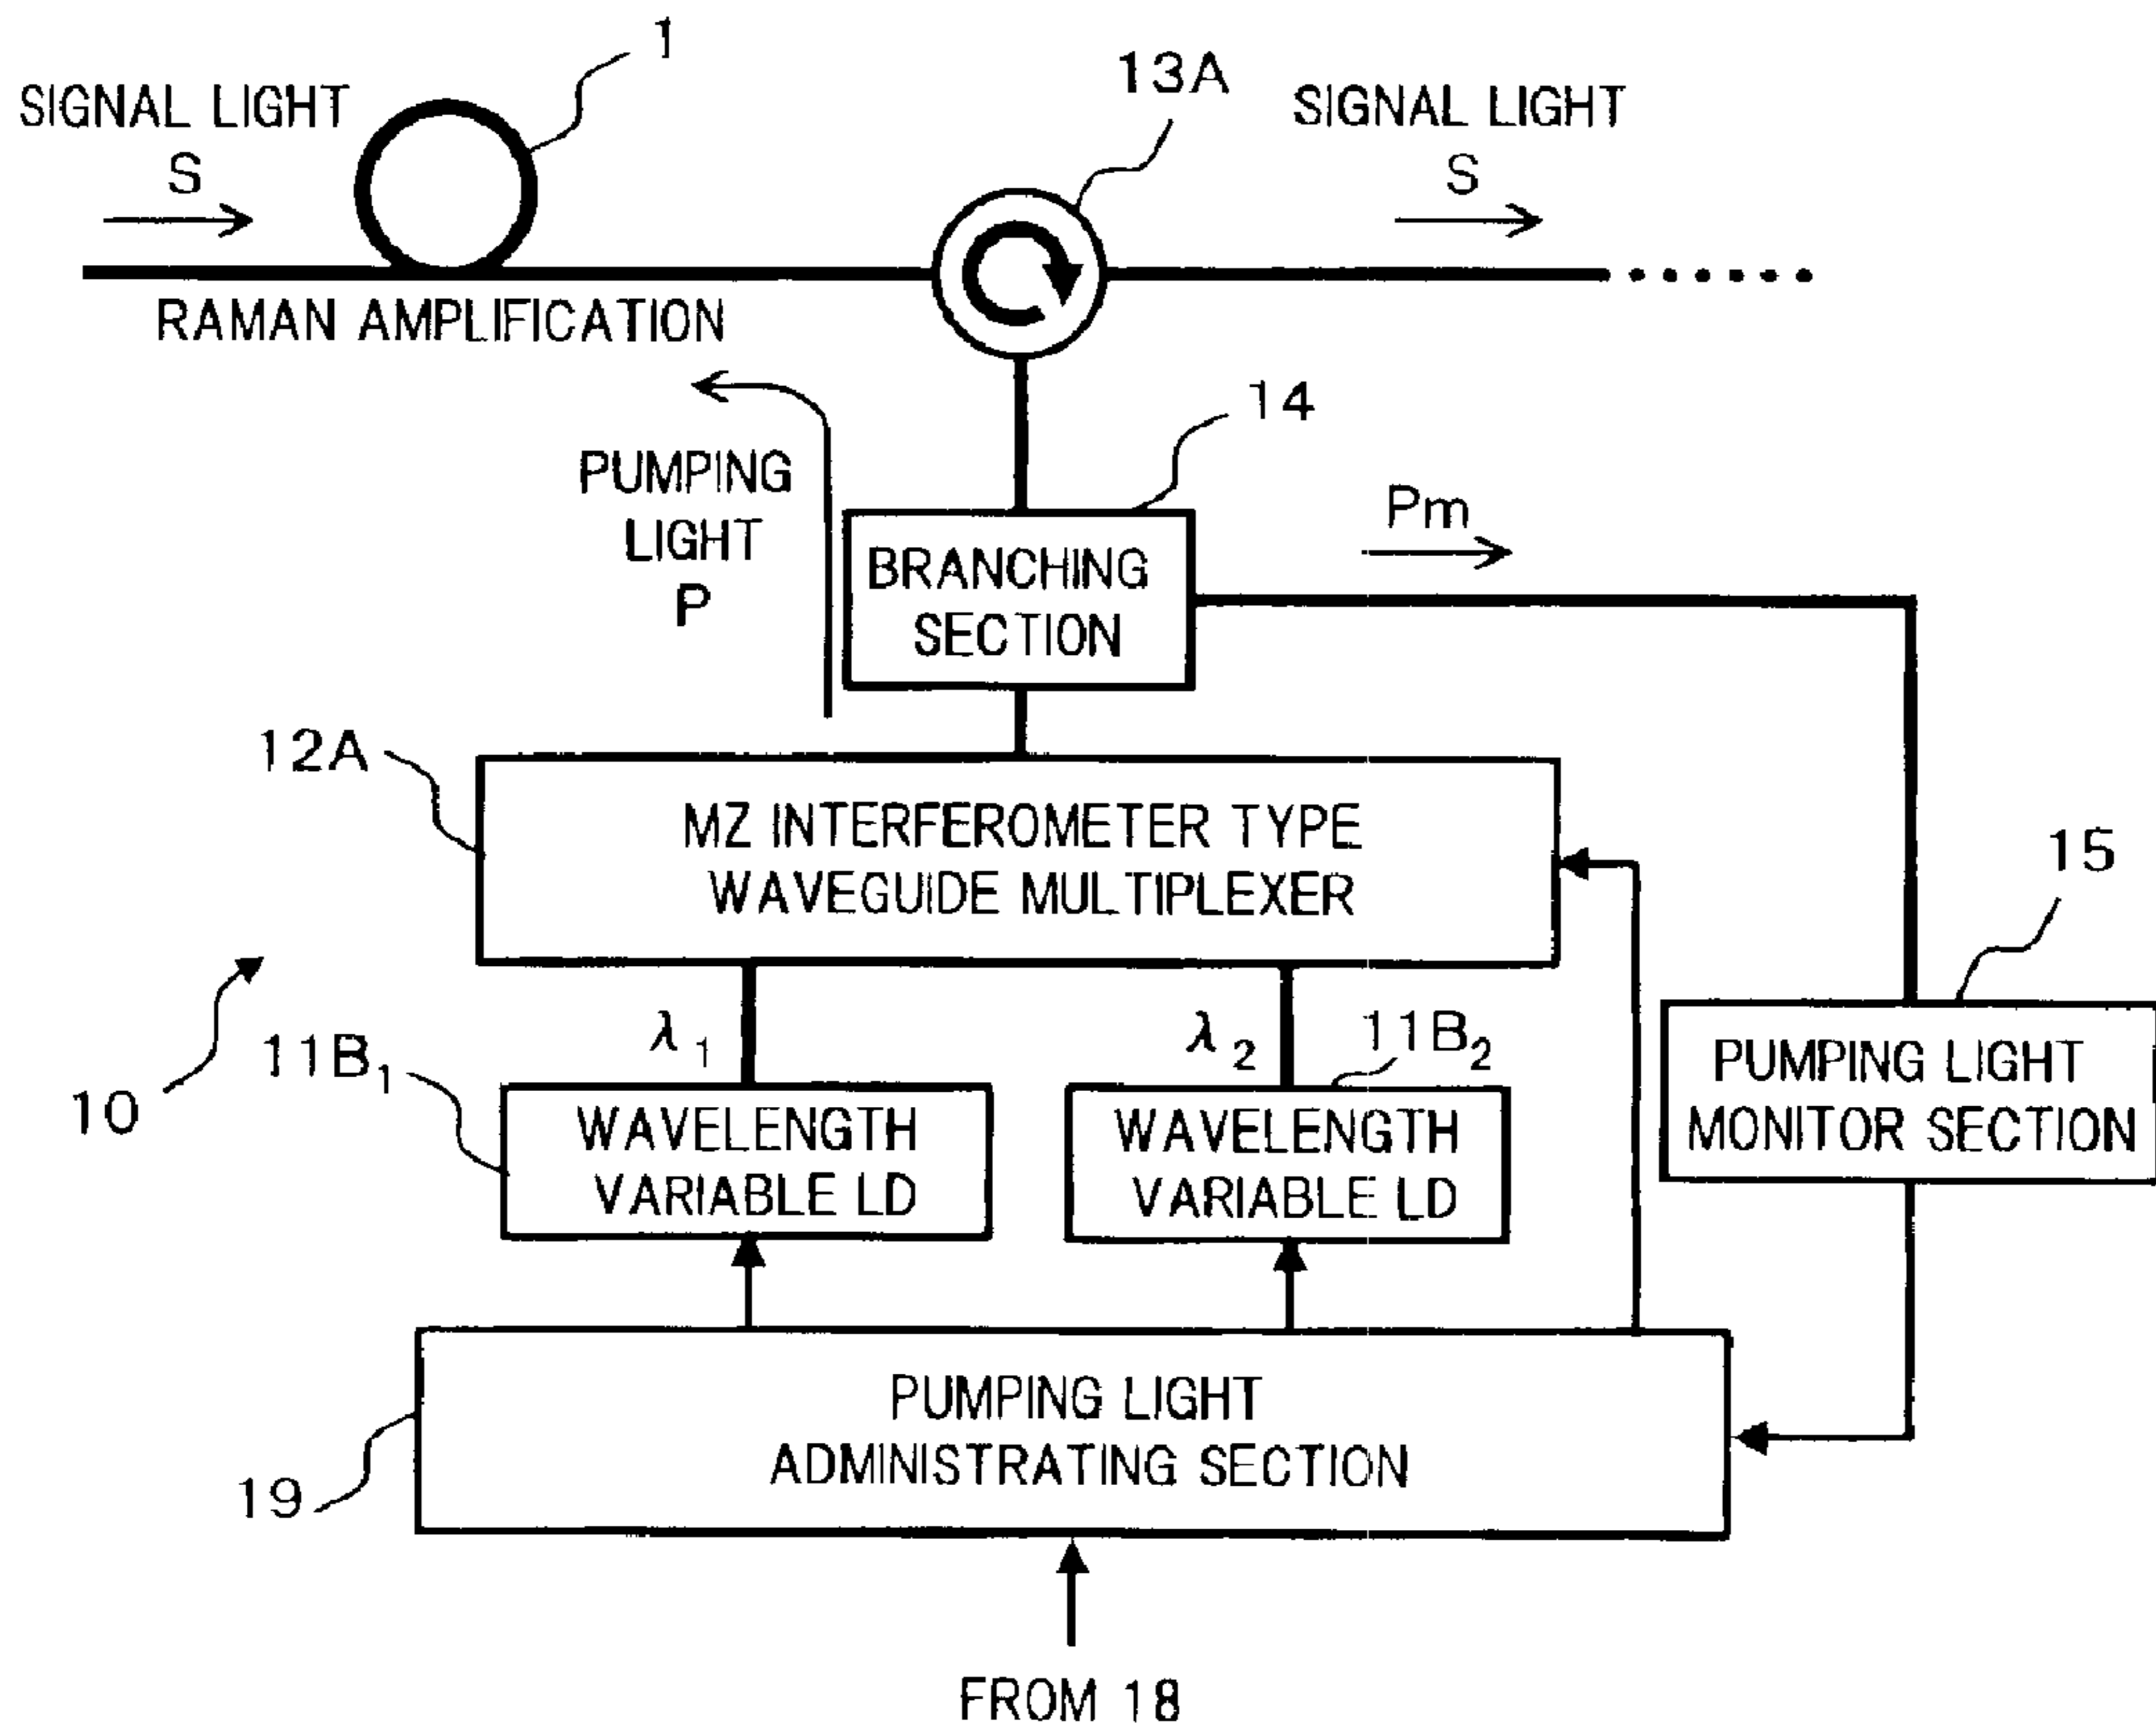 1
13A
SIGNAL LIGHT
S
SIGNAL LIGHT
S
RAMAN AMPLIFICATION
14
PUMPING
LIGHT
P
Pm
BRANCHING
SECTION
12A
MZ INTERFEROMETER TYPE
WAVEGUIDE MULTIPLEXER
15
λ1
λ2
11B2
11B1
10
PUMPING LIGHT
MONITOR SECTION
WAVELENGTH
VARIABLE LD
WAVELENGTH
VARIABLE LD
PUMPING LIGHT
ADMINISTRATING SECTION
19
FROM 18